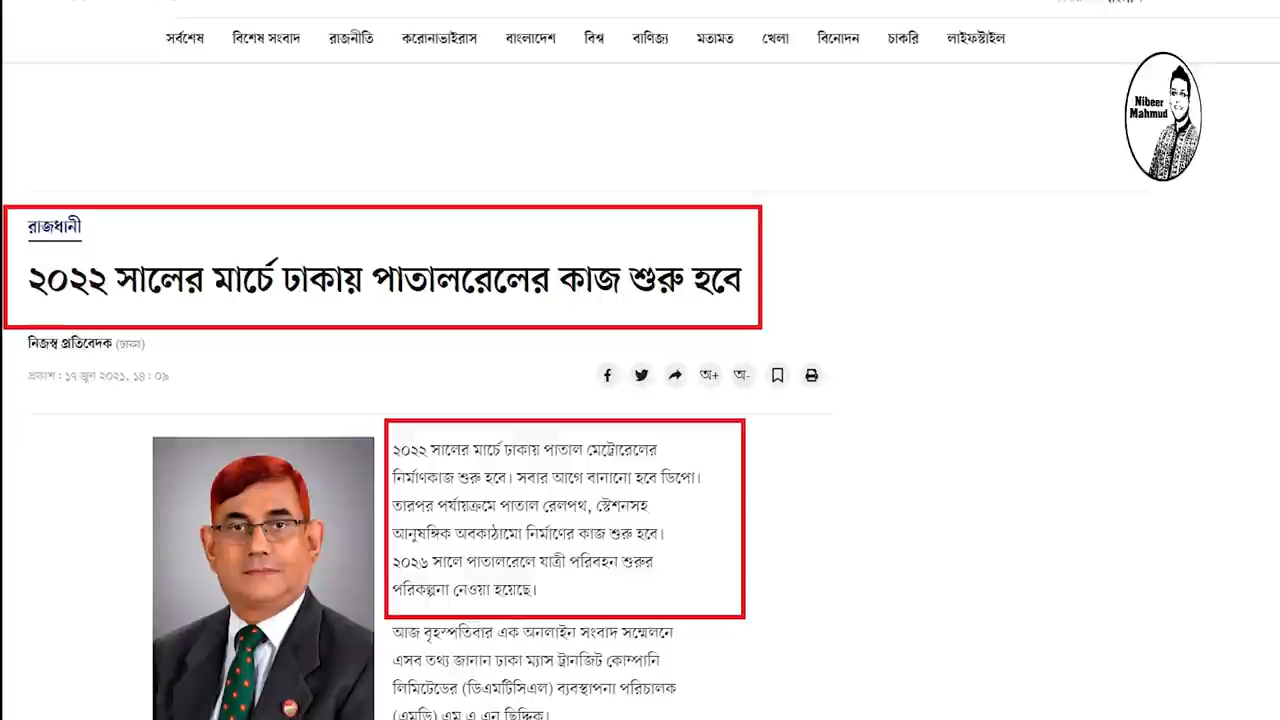 সর্বশেষ বিশেষ সংবাদ রাজনীতি করোনাভাইরাস বাংলাদেশ বিশ্ব বাণিজ্য মতামত খেলা বিনোদন চাকরি লাইফস্টাইল
Nibeer
Mahmud
রাজধানী
২০২২ সালের মার্চে ঢাকায় পাতালরেলের কাজ শুরু হবে
নিজস্ব প্রতিবেদক (ঢাকা)
প্রকাশ: ১৭ জুন ২০২১, ১৪: ০৯
অ+ অ-
২০২২ সালের মার্চে ঢাকায় পাতাল মেট্রোরেলের
নির্মাণকাজ শুরু হবে। সবার আগে বানানো হবে ডিপো।
তারপর পর্যায়ক্রমে পাতাল রেলপথ, স্টেশনসহ
আনুষঙ্গিক অবকাঠামো নির্মাণের কাজ শুরু হবে।
২০২৬ সালে পাতালরেলে যাত্রী পরিবহন শুরুর
পরিকল্পনা নেওয়া হয়েছে।
আজ বৃহস্পতিবার এক অনলাইন সংবাদ সম্মেলনে
এসব তথ্য জানান ঢাকা ম্যাস ট্রানজিট কোম্পানি
লিমিটেডের (ডিএমটিসিএল) ব্যবস্থাপনা পরিচালক
(এমডি) এম এ এন ছিদ্দিক।